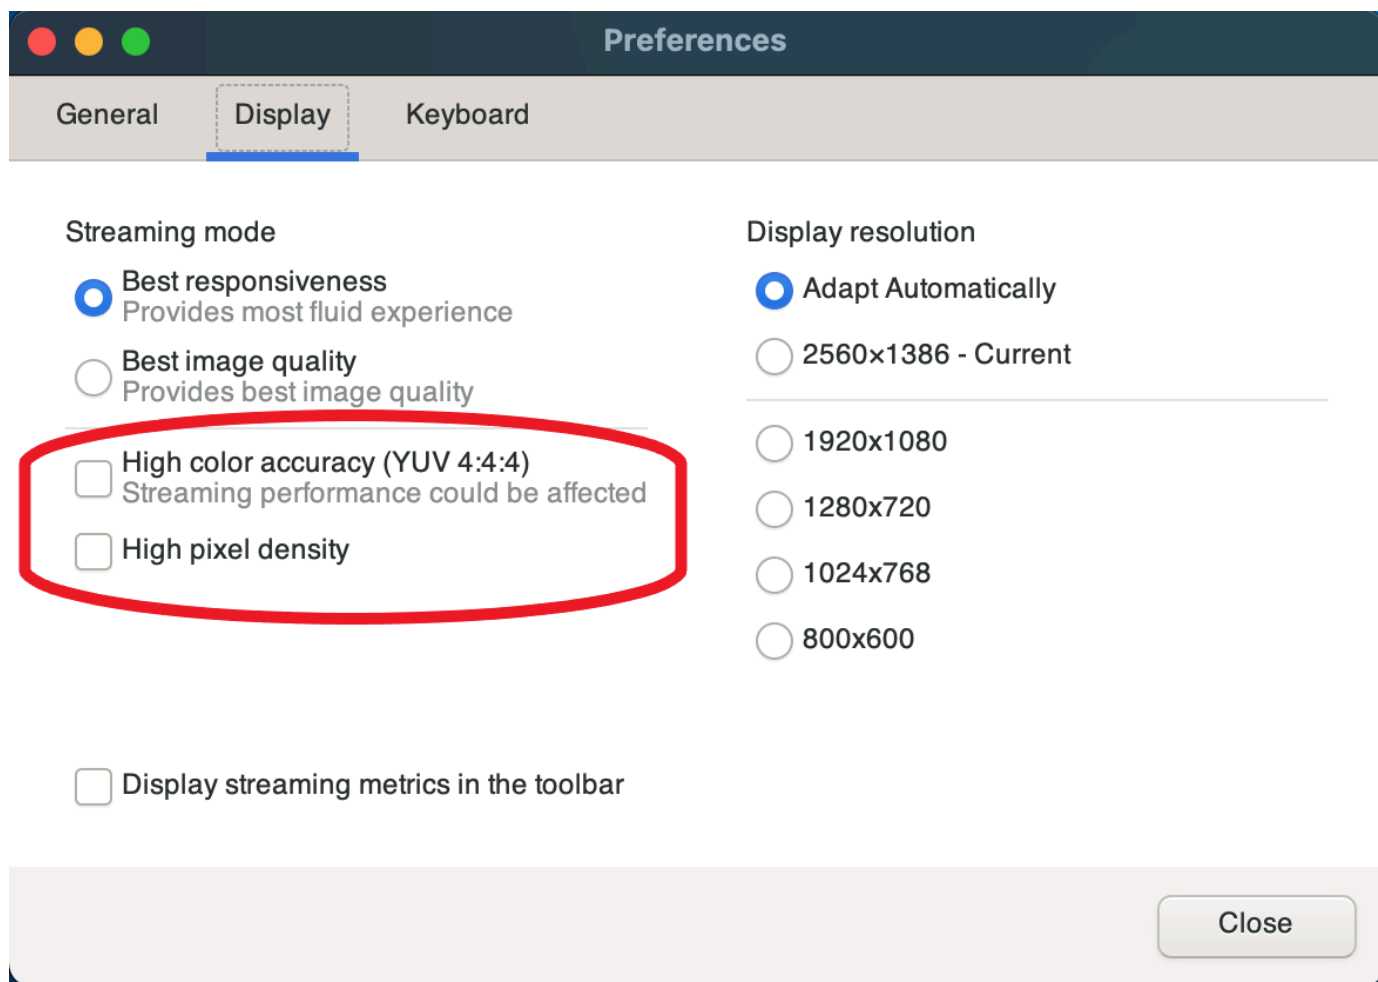 Preferences
General
Display
Keyboard
Streaming mode
Best responsiveness
Provides most fluid experience
Best image quality
Provides best image quality
High color accuracy (YUV 4:4:4)
Streaming performance could be affected
High pixel density
Display streaming metrics in the toolbar
Display resolution
Adapt Automatically
2560×1386 - Current
1920x1080
1280x720
1024x768
800x600
Close